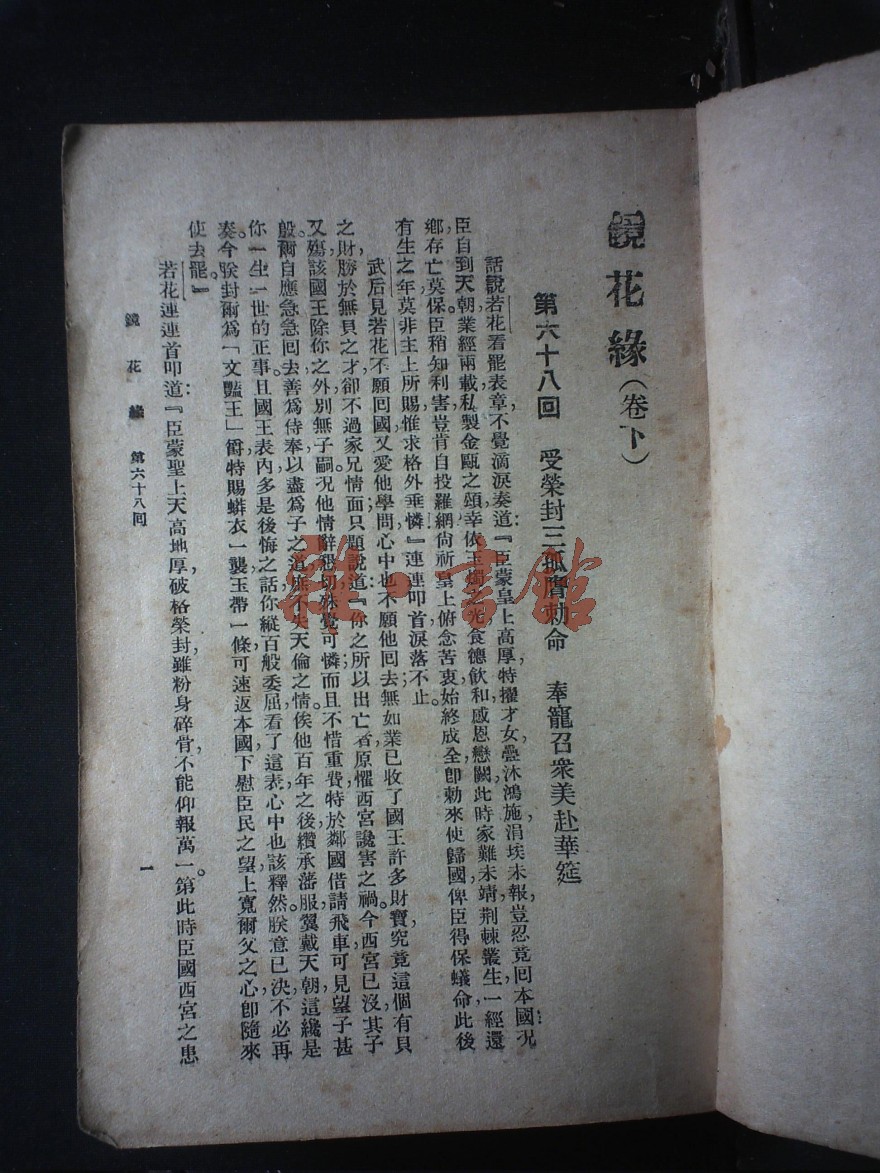 鏡花緣(卷下)
第六十八回 受榮封三孤膺勅命 奉寵召衆美赴華筵
話說若花看罷表章,不覺滴淚奏道:『臣蒙皇上高厚,特擢才女,疊沐鴻施,涓埃未報,豈忍竟回本國?況
臣自到天朝,業經兩載,私製金甌之頌,幸依玉燭之光,食德飲和,感恩戀闕。此時家難未靖,荆棘叢生,一經還
鄉,存亡莫保。臣稍知利害,豈肯自投羅網?尙祈皇上俯念苦衷,始終成全,卽勅來使歸國,俾臣得保蟻命,此後
有生之年,莫非主上所賜。惟求格外垂憐!』連連叩首,淚落不止。
武后見若花不願回國,又愛他學問,心中也不願他回去;無如業已收了國王許多財寶,究竟這個有貝
之財,勝於無貝之才,卻不過家兄情面,只題說道:『你之所以出亡者,原懼西宮讒害之禍。今西宮已沒,其子
又殤,該國王除你之外,別無子嗣。況他情辭懇切,殊覺可憐;而且不惜重費,特於鄰國借請飛車,可見望子甚
殷。爾自應急急回去,善爲侍奉,以盡爲子之道,庶不失天倫之情。俟他百年之後,纘承藩服,翼戴天朝,這纔是
你一生一世的正事。且國王表內多是後悔之話,你縱百般委屈,看了這表,心中也該釋然。朕意已決,不必再
奏。今朕封爾爲「文豔王」爵,特賜蟒衣一襲,玉帶一條,可速返本國,下慰臣民之望,上寬爾父之心。卽隨來
使去罷。』
若花連連首叩道:『臣蒙聖上天高地厚,破格榮封,雖粉身碎骨,不能仰報萬一。第此時臣國西宮之患
鏡花緣 第六十八回
一
雜·書館